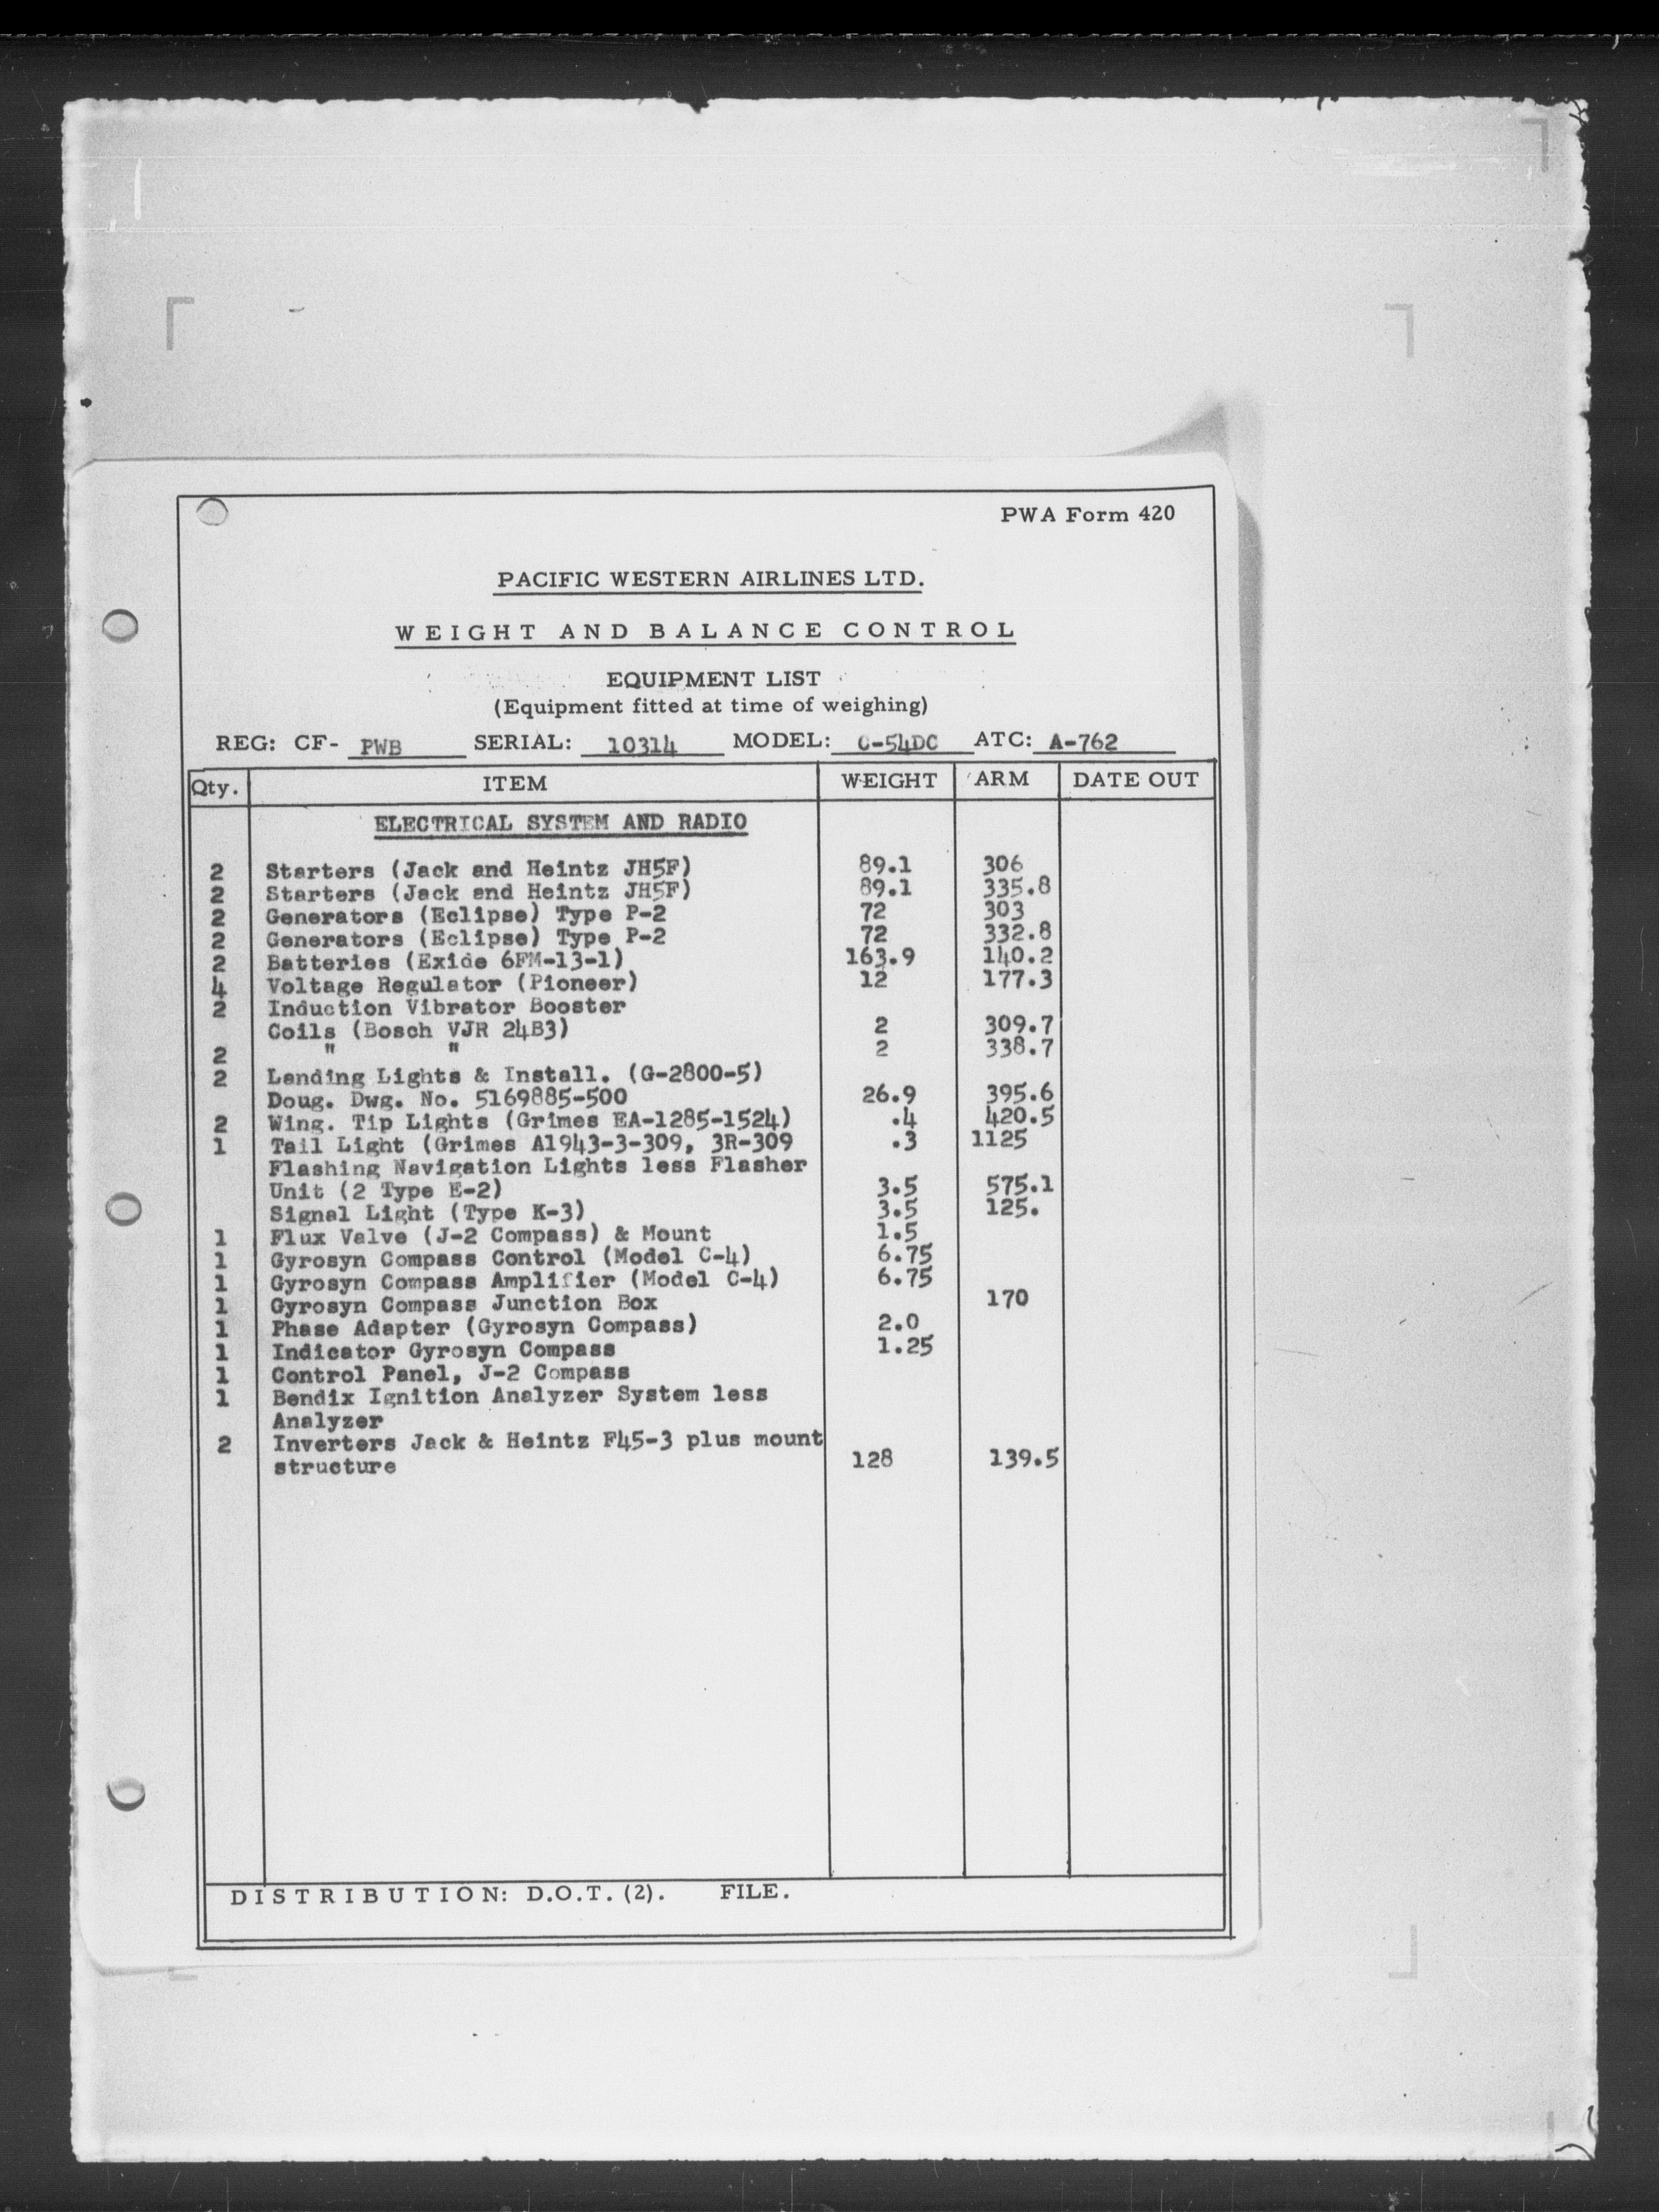 PWA Form 420
PACIFIC WESTERN AIRLINES LTD.
WEIGHT AND BALANCE CONTROL
EQUIPMENT LIST
(Equipment fitted at time of weighing)
REG: CF- PWB SERIAL: 10314 MODEL: C-54DC ATC: A-762
Qty. ITEM WEIGHT ARM DATE OUT
ELECTRICAL SYSTEM AND RADIO
2 Starters (Jack and Heintz JH5F) 89.1 306
2 Starters (Jack and Heintz JH5F) 89.1 335.8
2 Generators (Eclipse) Type P-2 72 303
2 Generators (Eclipse) Type P-2 72 332.8
2 Batteries (Exide 6FM-13-1) 163.9 140.2
4 Voltage Regulator (Pioneer) 12 177.3
2 Induction Vibrator Booster
Coils (Bosch VJR 24B3) 2 309.7
2 " " 2 338.7
2 Landing Lights & Install. (G-2800-5)
Doug. Dwg. No. 5169885-500 26.9 395.6
2 Wing. Tip Lights (Grimes EA-1285-1524) .4 420.5
1 Tail Light (Grimes A1943-3-309, 3R-309 .3 1125
Flashing Navigation Lights less Flasher
Unit (2 Type E-2) 3.5 575.1
Signal Light (Type K-3) 3.5 125.
1 Flux Valve (J-2 Compass) & Mount 1.5
1 Gyrosyn Compass Control (Model C-4) 6.75
1 Gyrosyn Compass Amplifier (Model C-4) 6.75
1 Gyrosyn Compass Junction Box 170
1 Phase Adapter (Gyrosyn Compass) 2.0
1 Indicator Gyrosyn Compass 1.25
1 Control Panel, J-2 Compass
1 Bendix Ignition Analyzer System less
Analyzer
2 Inverters Jack & Heintz F45-3 plus mount
structure 128 139.5
DISTRIBUTION: D.O.T. (2). FILE.